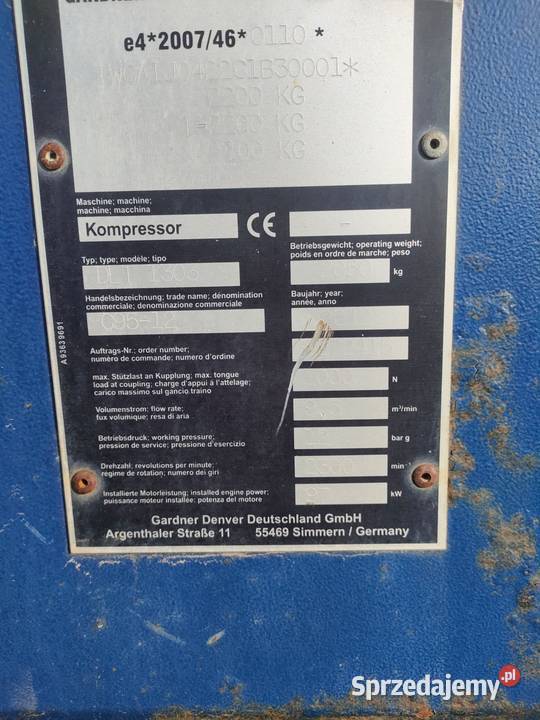 e4*2007/46*0110*
KG
KG
KG
Maschine; machine;
machine; macchina
Kompressor
CE
-
Betriebsgewicht; operating weight;
poids en ordre de marche; peso
kg
Typ; type; modèle; tipo
Handelsbezeichnung; trade name; dénomination
commerciale; denominazione commerciale
C95-12
Baujahr; year;
année, anno
Auftrags-Nr.; order number;
numéro de commande; numero d'ordine
max. Stützlast an Kupplung; max. tongue
load at coupling; charge d'appui à l'attelage;
carico massimo sul gancio traino
N
Volumenstrom; flow rate;
fux volumique; resa di aria
m³/min
Betriebsdruck; working pressure;
pression de service; pressione d'esercizio
bar g
Drehzahl; revolutions per minute;
régime de rotation; numero dei giri
min⁻¹
Installierte Motorleistung; installed engine power;
puissance moteur installée; potenza del motore
kW
Gardner Denver Deutschland GmbH
Argenthaler Straße 11 55469 Simmern / Germany
A93639691
Sprzedajemy.pl